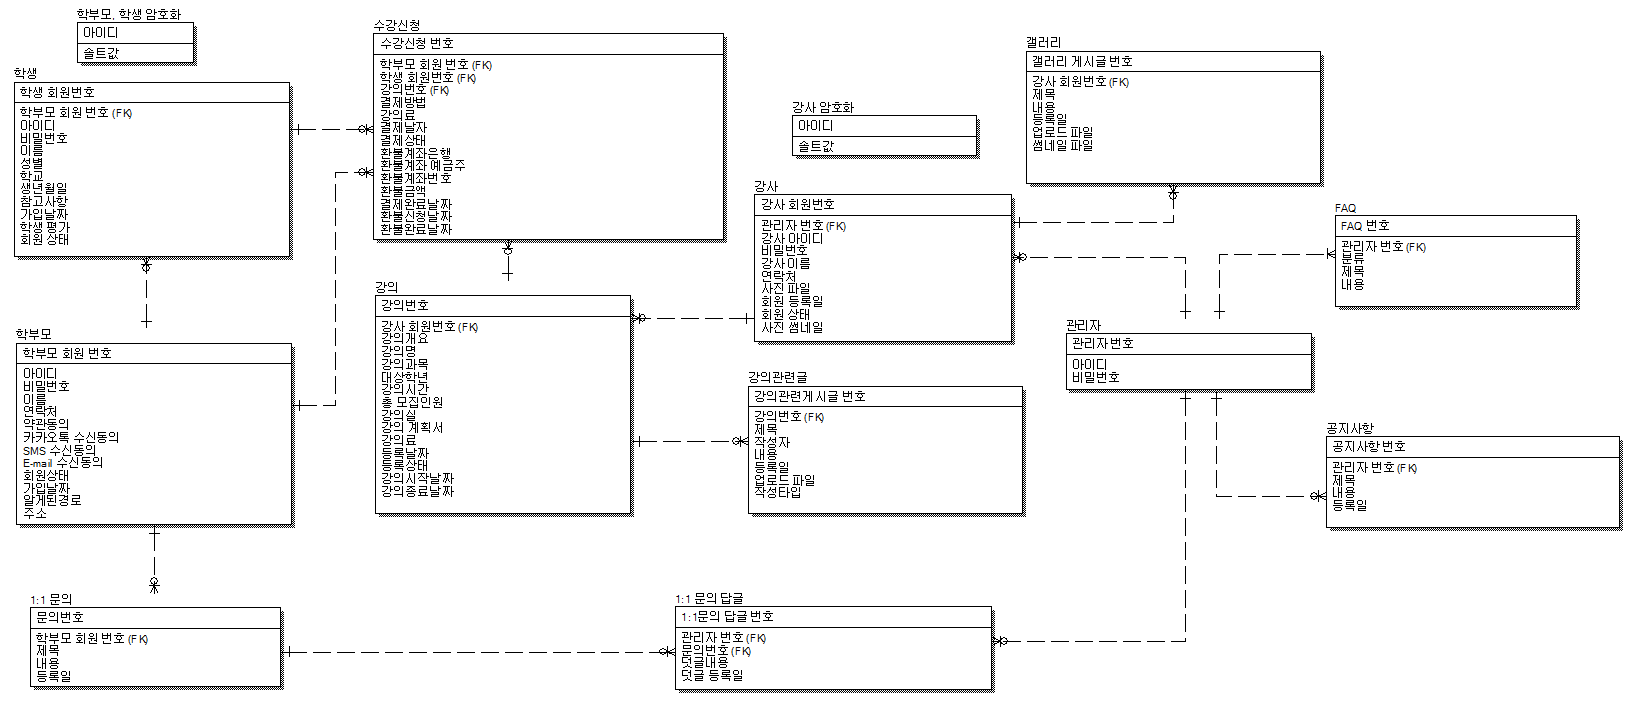 학부모, 학생 암호화
아이디
솔트값
학생
학생 회원번호
학부모 회원 번호 (FK)
아이디
비밀번호
이름
성별
학교
생년월일
참고사항
가입날짜
학생 평가
회원 상태
학부모
학부모 회원 번호
아이디
비밀번호
이름
연락처
약관동의
카카오톡 수신동의
SMS 수신동의
E-mail 수신동의
회원상태
가입날짜
알게된경로
주소
1:1 문의
문의번호
학부모 회원 번호 (FK)
제목
내용
등록일
수강신청
수강신청 번호
학부모 회원 번호 (FK)
학생 회원번호 (FK)
강의번호 (FK)
결제방법
강의료
결제날자
결제상태
환불계좌은행
환불계좌 예금주
환불계좌번호
환불금액
결제완료날짜
환불신청날짜
환불완료날짜
강의
강의번호
강사 회원번호 (FK)
강의개요
강의명
강의과목
대상학년
강의시간
총 모집인원
강의실
강의 계획서
강의료
등록날짜
등록상태
강의시작날짜
강의종료날짜
강사 암호화
아이디
솔트값
강사
강사 회원번호
관리자 번호 (FK)
강사 아이디
비밀번호
강사 이름
연락처
사진 파일
회원 등록일
회원 상태
사진 썸네일
강의관련글
강의관련게시글 번호
강의번호 (FK)
제목
작성자
내용
등록일
업로드 파일
작성타입
1:1 문의 답글
1:1문의 답글 번호
관리자 번호 (FK)
문의번호 (FK)
덧글내용
덧글 등록일
갤러리
갤러리 게시글 번호
강사 회원번호 (FK)
제목
내용
등록일
업로드 파일
썸네일 파일
관리자
관리자 번호
아이디
비밀번호
FAQ
FAQ 번호
관리자 번호 (FK)
분류
제목
내용
공지사항
공지사항 번호
관리자 번호 (FK)
제목
내용
등록일